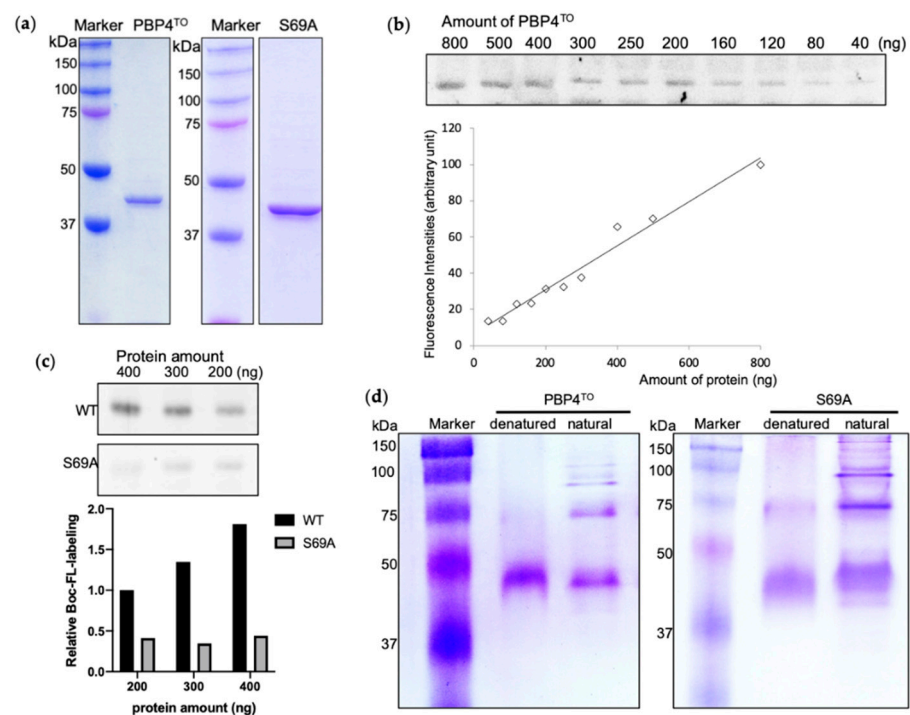 (a)
Marker PBP4ᵀᴼ Marker S69A
kDa kDa
150 150
100 100
75 75
50 50
37 37
(b)
Amount of PBP4ᵀᴼ
800 500 400 300 250 200 160 120 80 40 (ng)
Fluorescence Intensities (arbitrary unit)
120
100
80
60
40
20
0
0 200 400 600 800
Amount of protein (ng)
(c)
Protein amount
400 300 200 (ng)
WT
S69A
Relative Boc-FL-labeling
2.0
1.5
1.0
0.5
0.0
WT
S69A
200 300 400
protein amount (ng)
(d)
PBP4ᵀᴼ
kDa Marker denatured natural
150
100
75
50
37
S69A
kDa Marker denatured natural
150
100
75
50
37